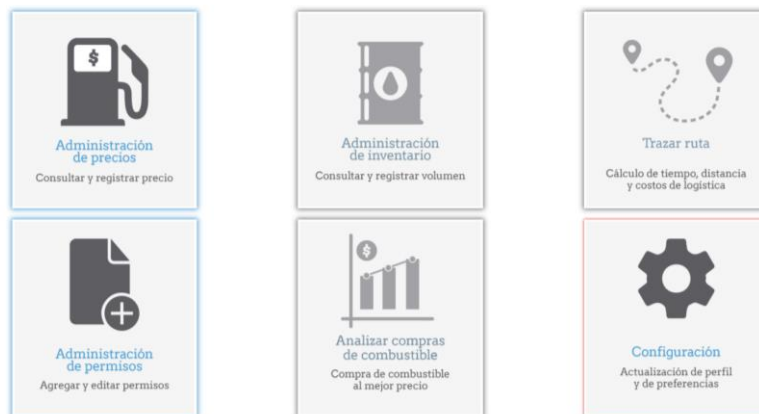 $
Administración
de precios
Consultar y registrar precio
Administración
de inventario
Consultar y registrar volumen
Trazar ruta
Cálculo de tiempo, distancia
y costos de logística
Administración
de permisos
Agregar y editar permisos
$
Analizar compras
de combustible
Compra de combustible
al mejor precio
Configuración
Actualización de perfil
y de preferencias